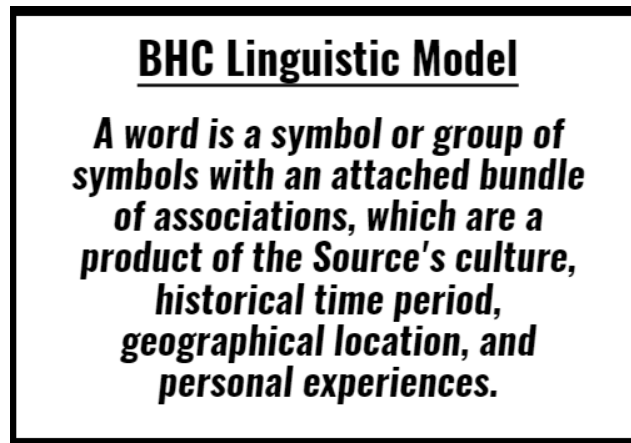 BHC Linguistic Model
A word is a symbol or group of
symbols with an attached bundle
of associations, which are a
product of the Source's culture,
historical time period,
geographical location, and
personal experiences.